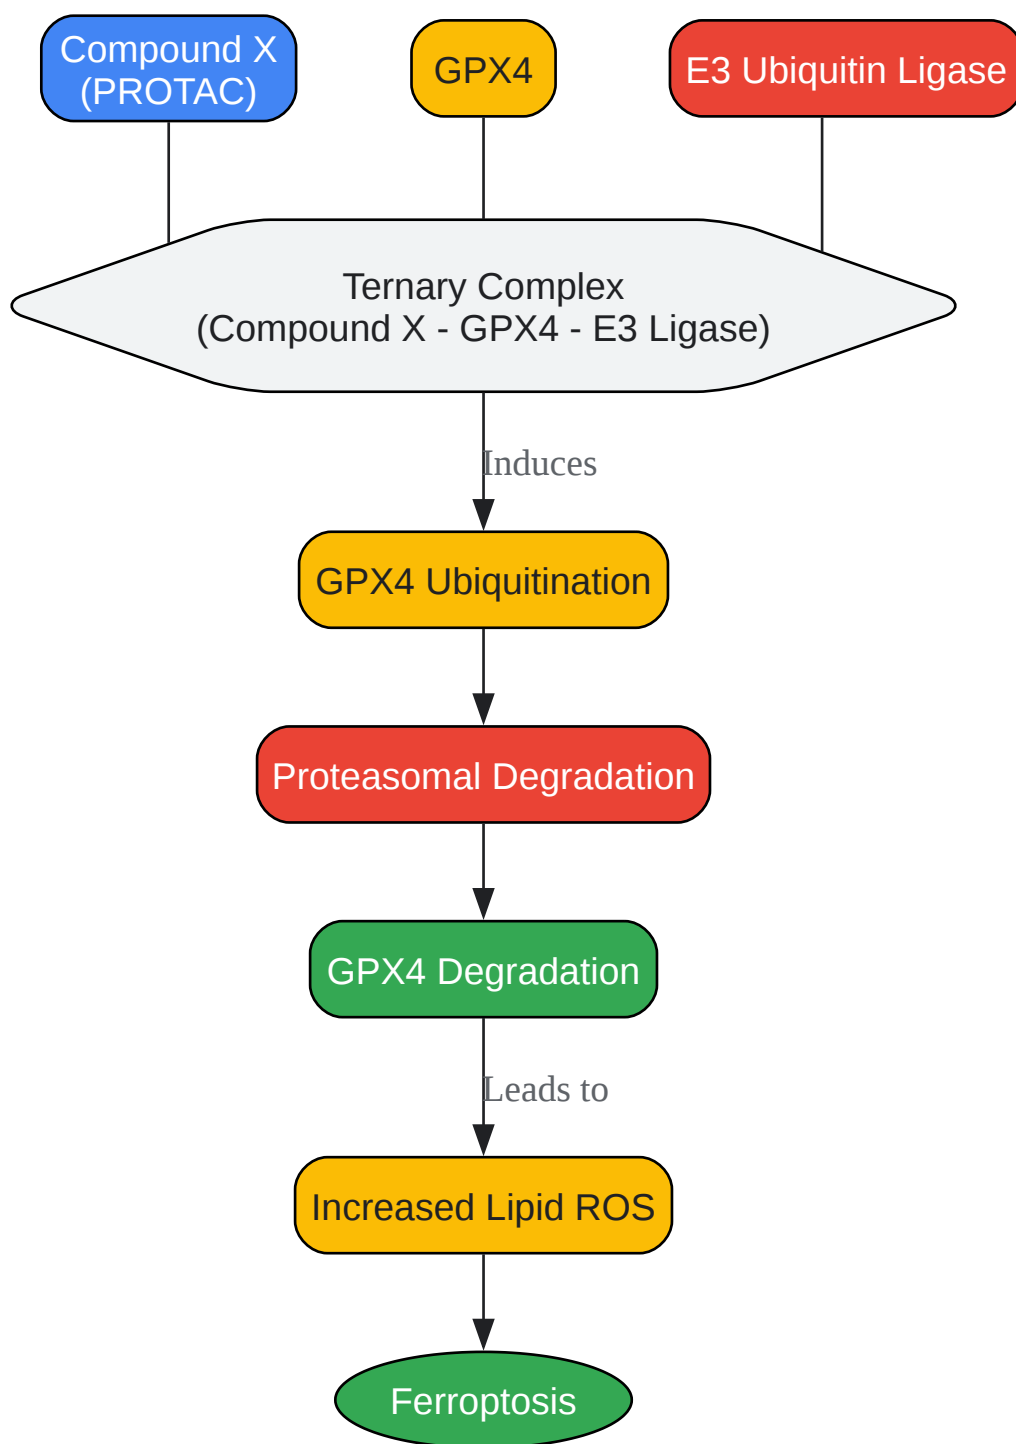 Compound X
(PROTAC)
GPX4
E3 Ubiquitin Ligase
Ternary Complex
(Compound X - GPX4 - E3 Ligase)
Induces
GPX4 Ubiquitination
Proteasomal Degradation
GPX4 Degradation
Leads to
Increased Lipid ROS
Ferroptosis